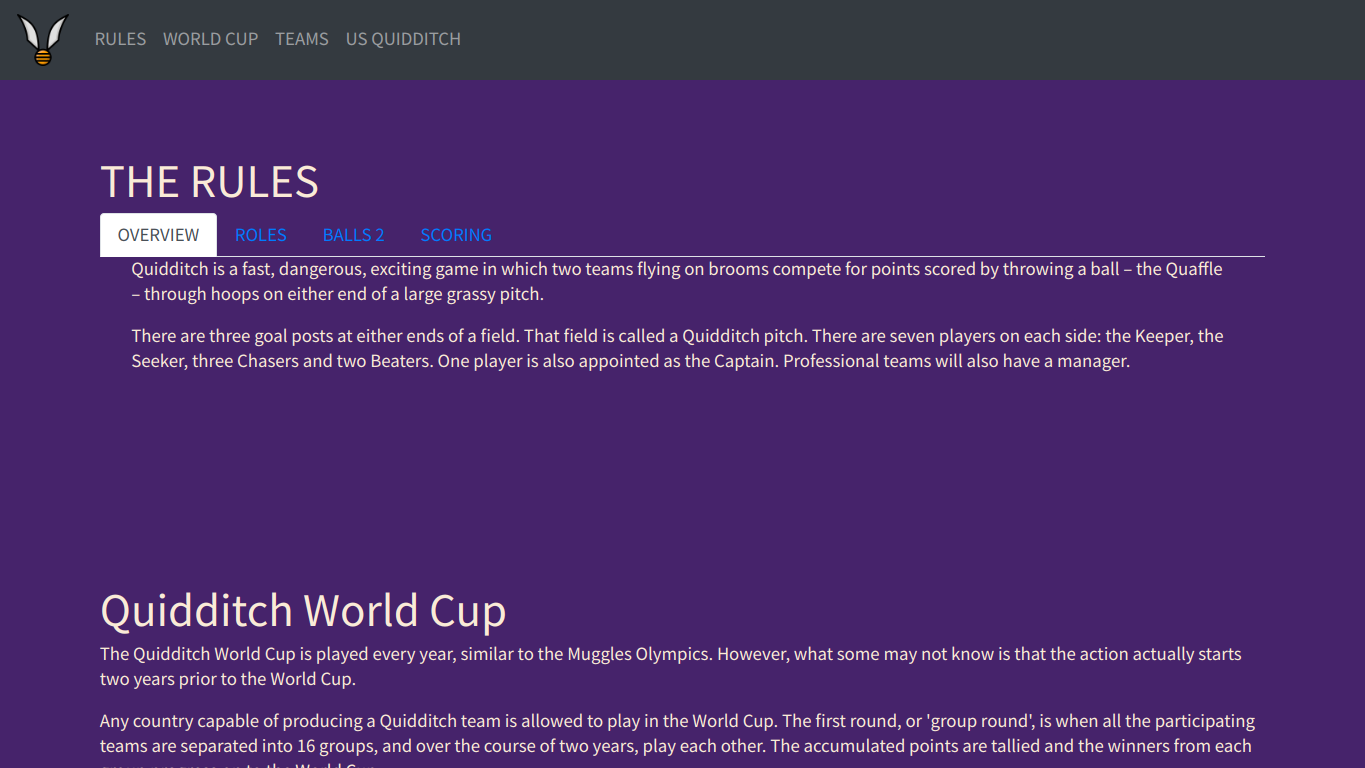 RULES WORLD CUP TEAMS US QUIDDITCH
THE RULES
OVERVIEW ROLES BALLS 2 SCORING
Quidditch is a fast, dangerous, exciting game in which two teams flying on brooms compete for points scored by throwing a ball – the Quaffle
– through hoops on either end of a large grassy pitch.
There are three goal posts at either ends of a field. That field is called a Quidditch pitch. There are seven players on each side: the Keeper, the
Seeker, three Chasers and two Beaters. One player is also appointed as the Captain. Professional teams will also have a manager.
Quidditch World Cup
The Quidditch World Cup is played every year, similar to the Muggles Olympics. However, what some may not know is that the action actually starts
two years prior to the World Cup.
Any country capable of producing a Quidditch team is allowed to play in the World Cup. The first round, or 'group round', is when all the participating
teams are separated into 16 groups, and over the course of two years, play each other. The accumulated points are tallied and the winners from each